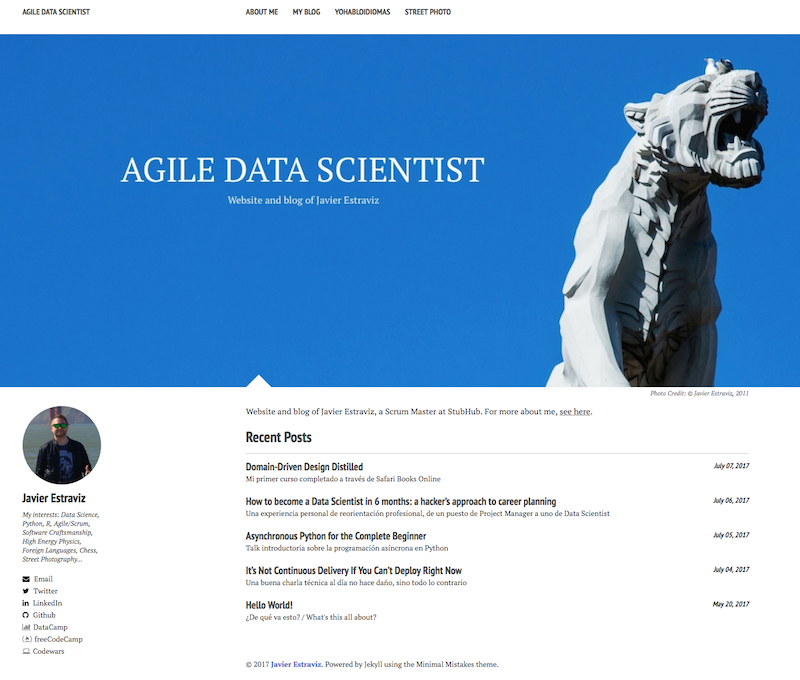 AGILE DATA SCIENTIST
ABOUT ME MY BLOG YOHABLOIDIOMAS STREET PHOTO
AGILE DATA SCIENTIST
Website and blog of Javier Estraviz
Photo Credit: © Javier Estraviz, 2011
Javier Estraviz
My interests: Data Science,
Python, R, Agile/Scrum,
Software Craftsmanship,
High Energy Physics,
Foreign Languages, Chess,
Street Photography...
Email
Twitter
LinkedIn
Github
DataCamp
freeCodeCamp
Codewars
Website and blog of Javier Estraviz, a Scrum Master at StubHub. For more about me, see here.
Recent Posts
Domain-Driven Design Distilled July 07, 2017
Mi primer curso completado a través de Safari Books Online
How to become a Data Scientist in 6 months: a hacker's approach to career planning July 06, 2017
Una experiencia personal de reorientación profesional, de un puesto de Project Manager a uno de Data Scientist
Asynchronous Python for the Complete Beginner July 05, 2017
Talk introductoria sobre la programación asíncrona en Python
It's Not Continuous Delivery If You Can't Deploy Right Now July 04, 2017
Una buena charla técnica al día no hace daño, sino todo lo contrario
Hello World! May 20, 2017
¿De qué va esto? / What's this all about?
© 2017 Javier Estraviz. Powered by Jekyll using the Minimal Mistakes theme.